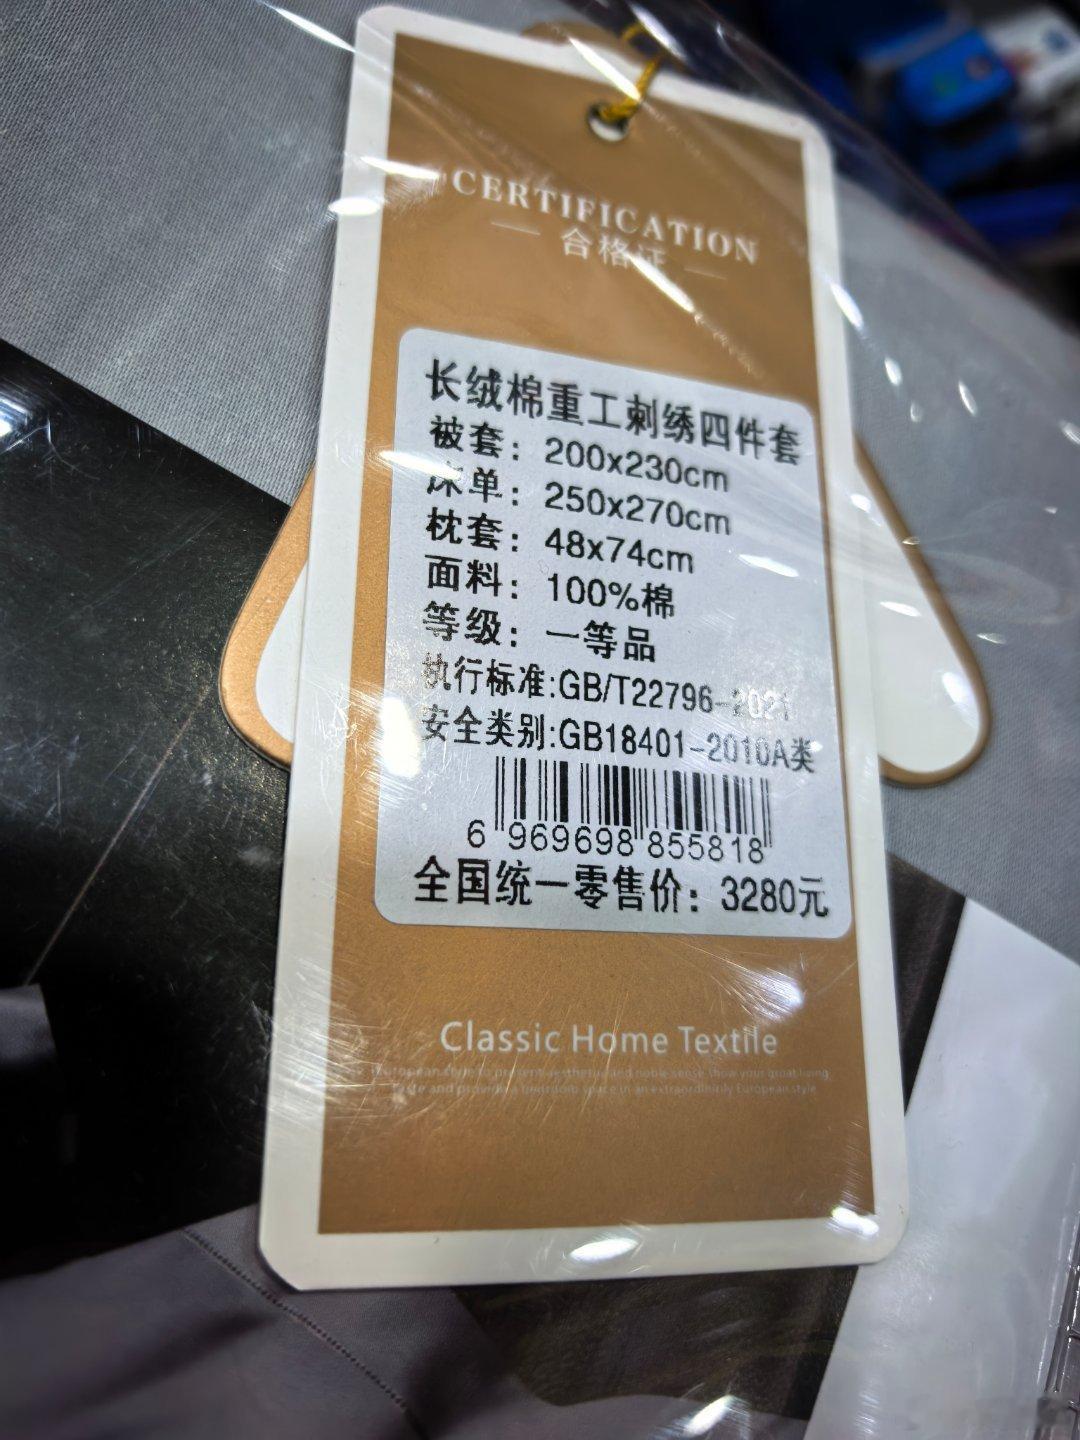 CERTIFICATION
合格证
长绒棉重工刺绣四件套
被套：200x230cm
床单：250x270cm
枕套：48x74cm
面料：100%棉
等级：一等品
执行标准:GB/T22796-2021
安全类别:GB18401-2010A类
6 969698 855818
全国统一零售价：3280元
Classic Home Textile